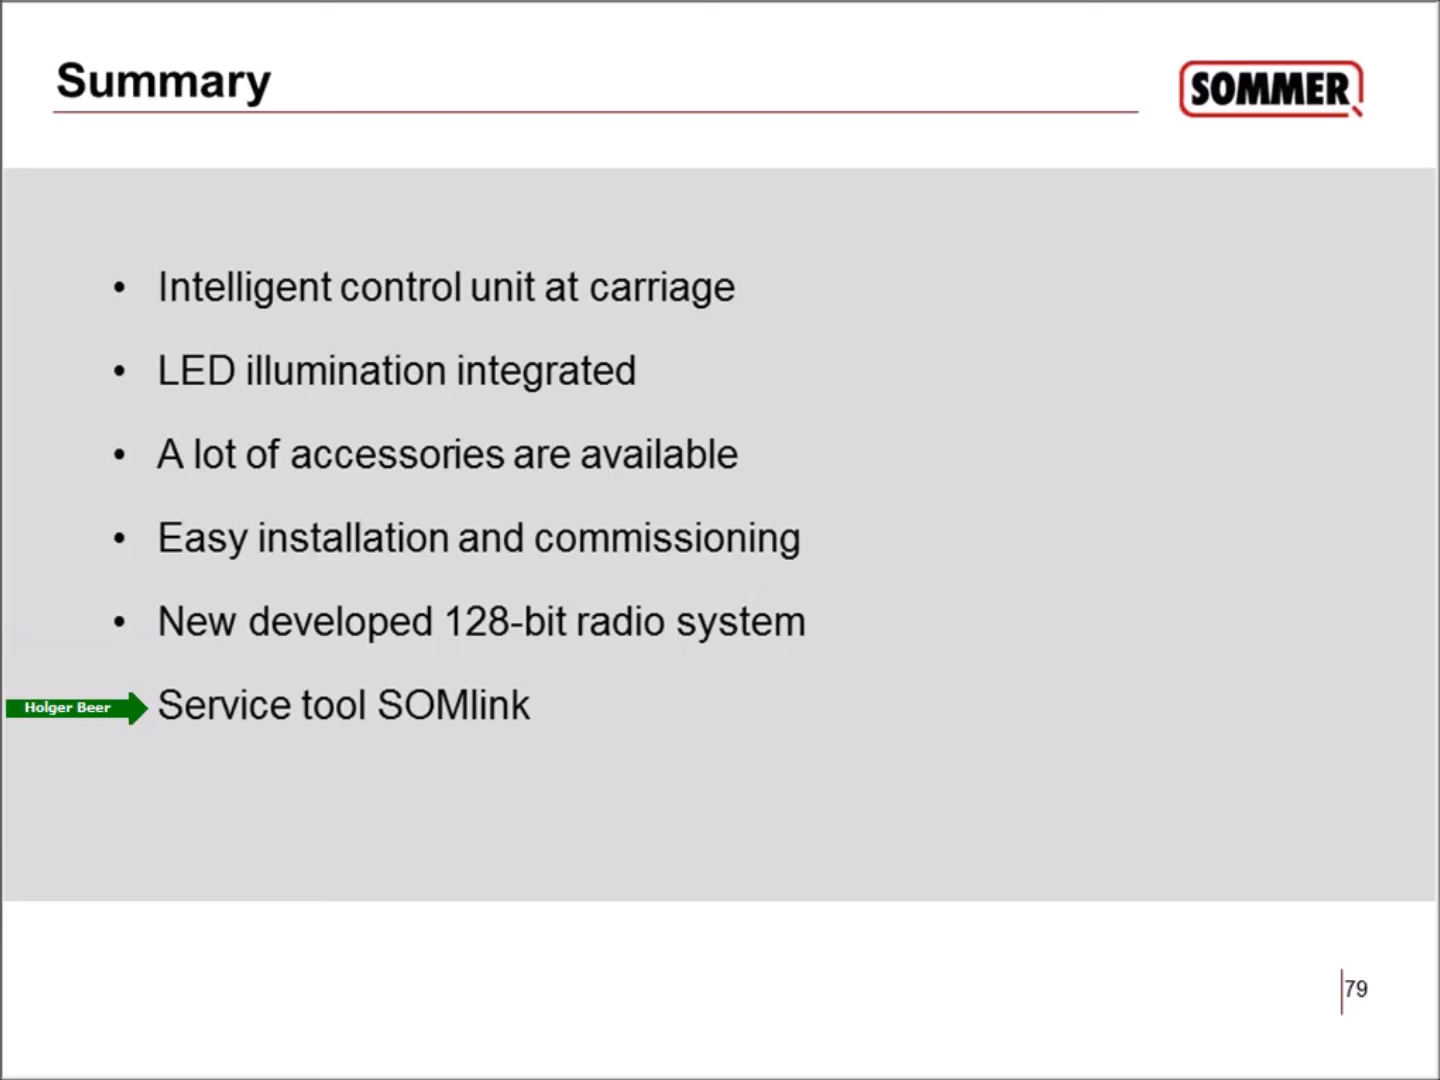 Summary
SOMMER
• Intelligent control unit at carriage
• LED illumination integrated
• A lot of accessories are available
• Easy installation and commissioning
• New developed 128-bit radio system
Holger Beer
Service tool SOMlink
79